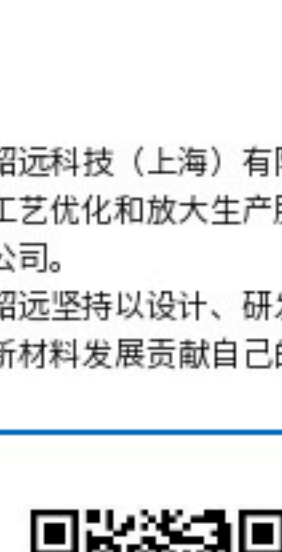 韶远科技（上海）有
工艺优化和放大生产
公司。
韶远坚持以设计、研
新材料发展贡献自己的